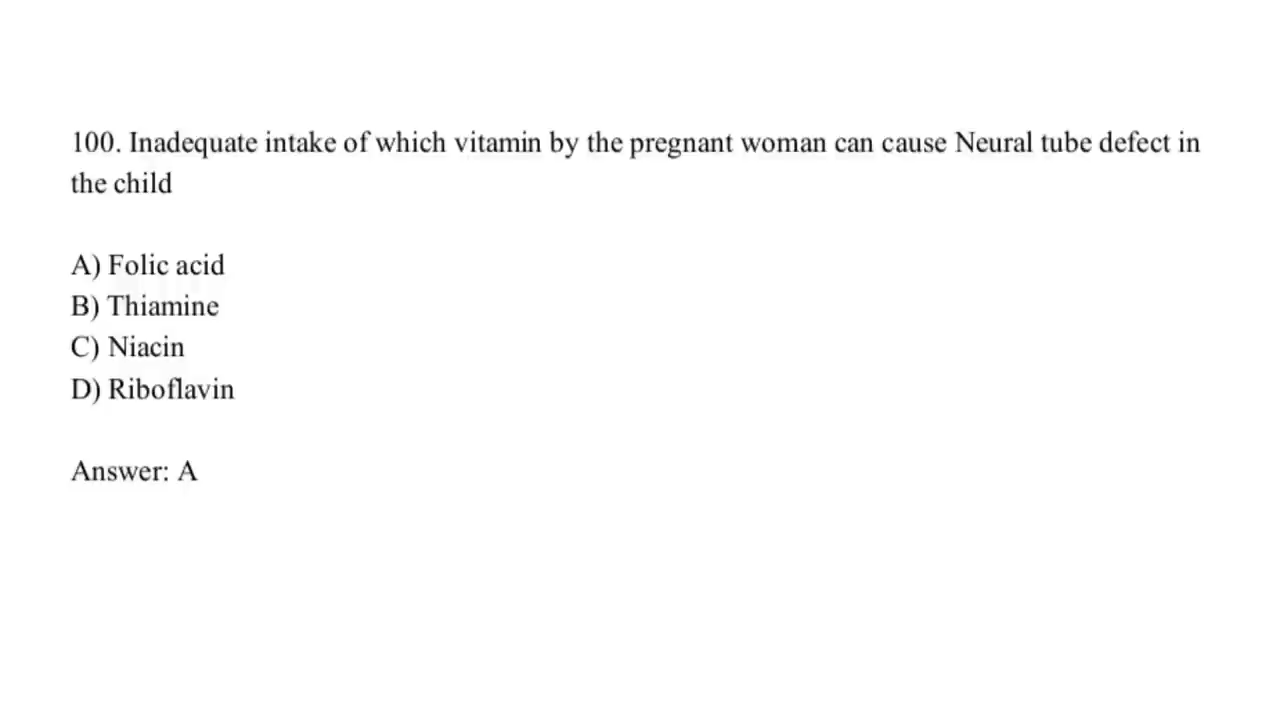 100. Inadequate intake of which vitamin by the pregnant woman can cause Neural tube defect in
the child
A) Folic acid
B) Thiamine
C) Niacin
D) Riboflavin
Answer: A